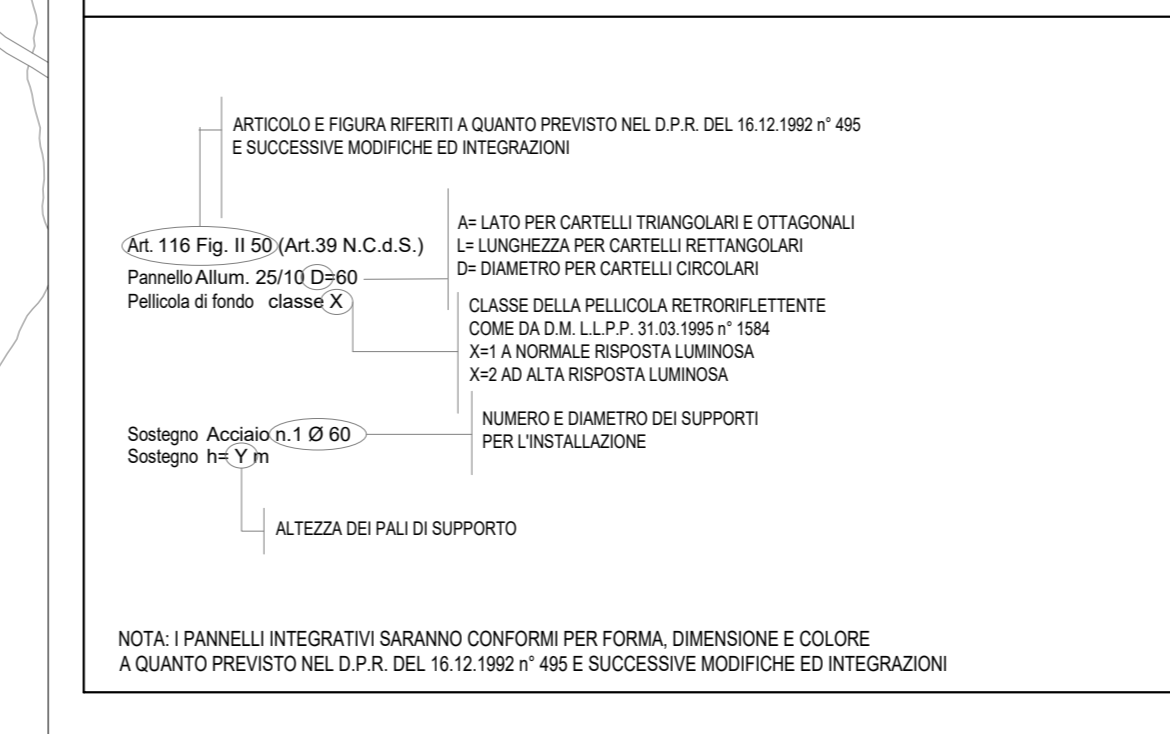 ARTICOLO E FIGURA RIFERITI A QUANTO PREVISTO NEL D.P.R. DEL 16.12.1992 n° 495
E SUCCESSIVE MODIFICHE ED INTEGRAZIONI
Art. 116 Fig. II 50 (Art.39 N.C.d.S.)
Pannello Allum. 25/10 D=60
Pellicola di fondo classe X
A= LATO PER CARTELLI TRIANGOLARI E OTTAGONALI
L= LUNGHEZZA PER CARTELLI RETTANGOLARI
D= DIAMETRO PER CARTELLI CIRCOLARI
CLASSE DELLA PELLICOLA RETRORIFLETTENTE
COME DA D.M. L.L.P.P. 31.03.1995 n° 1584
X=1 A NORMALE RISPOSTA LUMINOSA
X=2 AD ALTA RISPOSTA LUMINOSA
Sostegno Acciaio n.1 Ø 60
Sostegno h= Y m
NUMERO E DIAMETRO DEI SUPPORTI
PER L'INSTALLAZIONE
ALTEZZA DEI PALI DI SUPPORTO
NOTA: I PANNELLI INTEGRATIVI SARANNO CONFORMI PER FORMA, DIMENSIONE E COLORE
A QUANTO PREVISTO NEL D.P.R. DEL 16.12.1992 n° 495 E SUCCESSIVE MODIFICHE ED INTEGRAZIONI